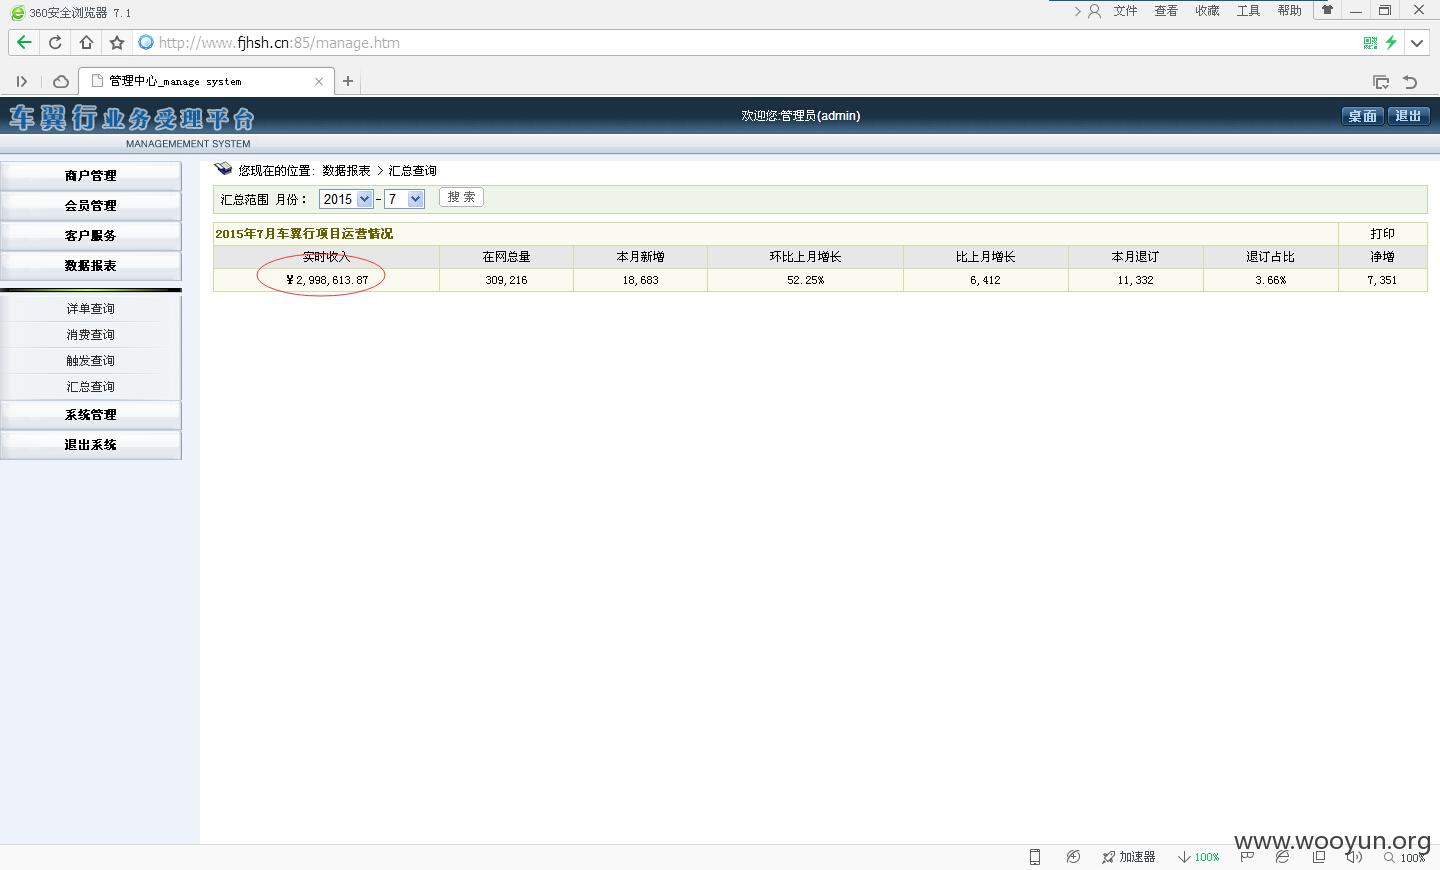 360安全浏览器 7.1
文件 查看 收藏 工具 帮助
http://www.fjhsh.cn:85/manage.htm
管理中心_manage system
车翼行业务受理平台
欢迎您:管理员(admin)
桌面 退出
MANAGEMEMENT SYSTEM
商户管理
会员管理
客户服务
数据报表
详单查询
消费查询
触发查询
汇总查询
系统管理
退出系统
您现在的位置：数据报表 > 汇总查询
汇总范围 月份： 2015 - 7 搜 索
2015年7月车翼行项目运营情况 打印
实时收入 在网总量 本月新增 环比上月增长 比上月增长 本月退订 退订占比 净增
￥2,998,613.87 309,216 18,683 52.25% 6,412 11,332 3.66% 7,351
www.wooyun.org
加速器 100% 100%